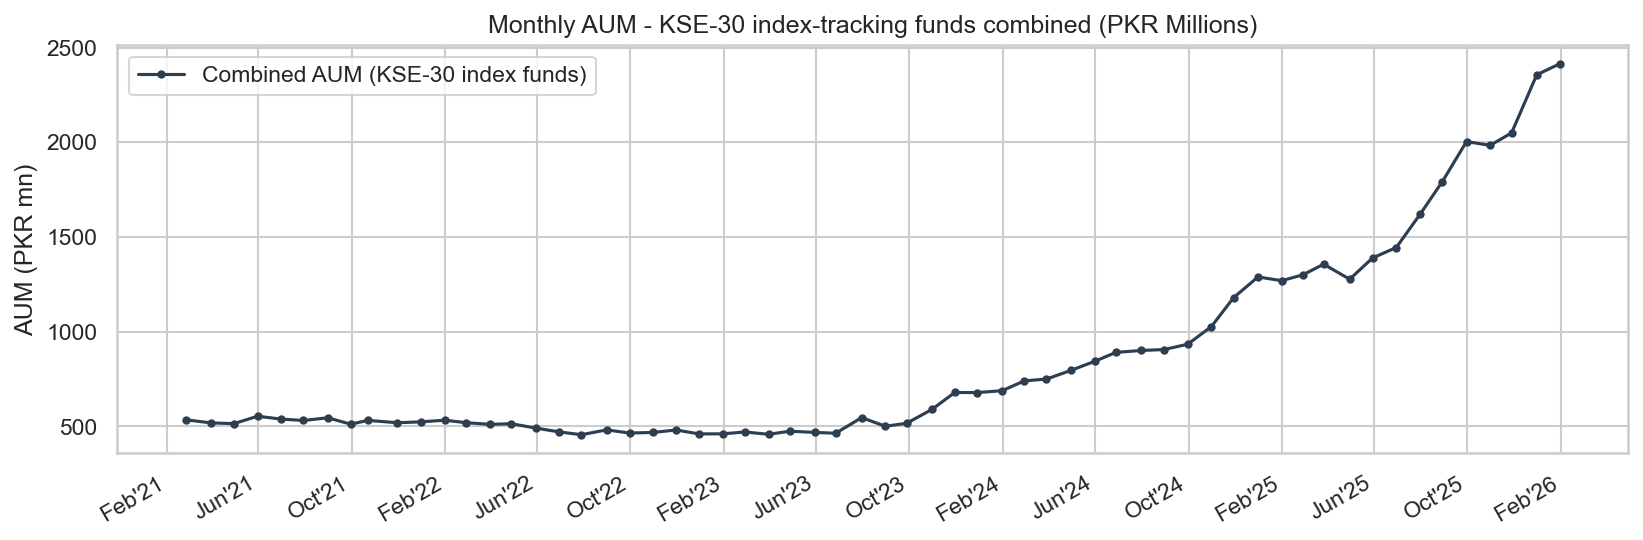 Monthly AUM - KSE-30 index-tracking funds combined (PKR Millions)
Combined AUM (KSE-30 index funds)
AUM (PKR mn)
2500
2000
1500
1000
500
Feb'21
Jun'21
Oct'21
Feb'22
Jun'22
Oct'22
Feb'23
Jun'23
Oct'23
Feb'24
Jun'24
Oct'24
Feb'25
Jun'25
Oct'25
Feb'26